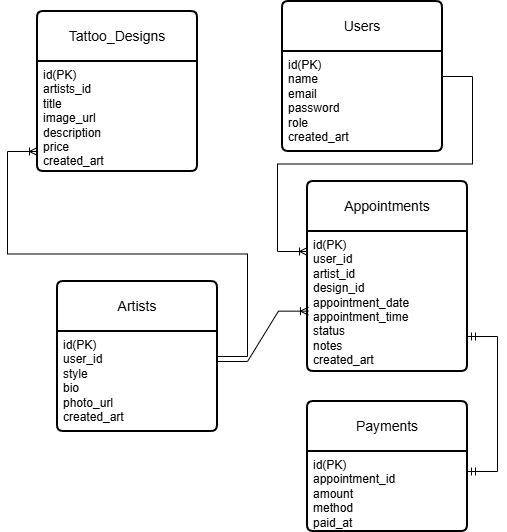 Tattoo_Designs
id(PK)
artists_id
title
image_url
description
price
created_art
Users
id(PK)
name
email
password
role
created_art
Appointments
id(PK)
user_id
artist_id
design_id
appointment_date
appointment_time
status
notes
created_art
Artists
id(PK)
user_id
style
bio
photo_url
created_art
Payments
id(PK)
appointment_id
amount
method
paid_at